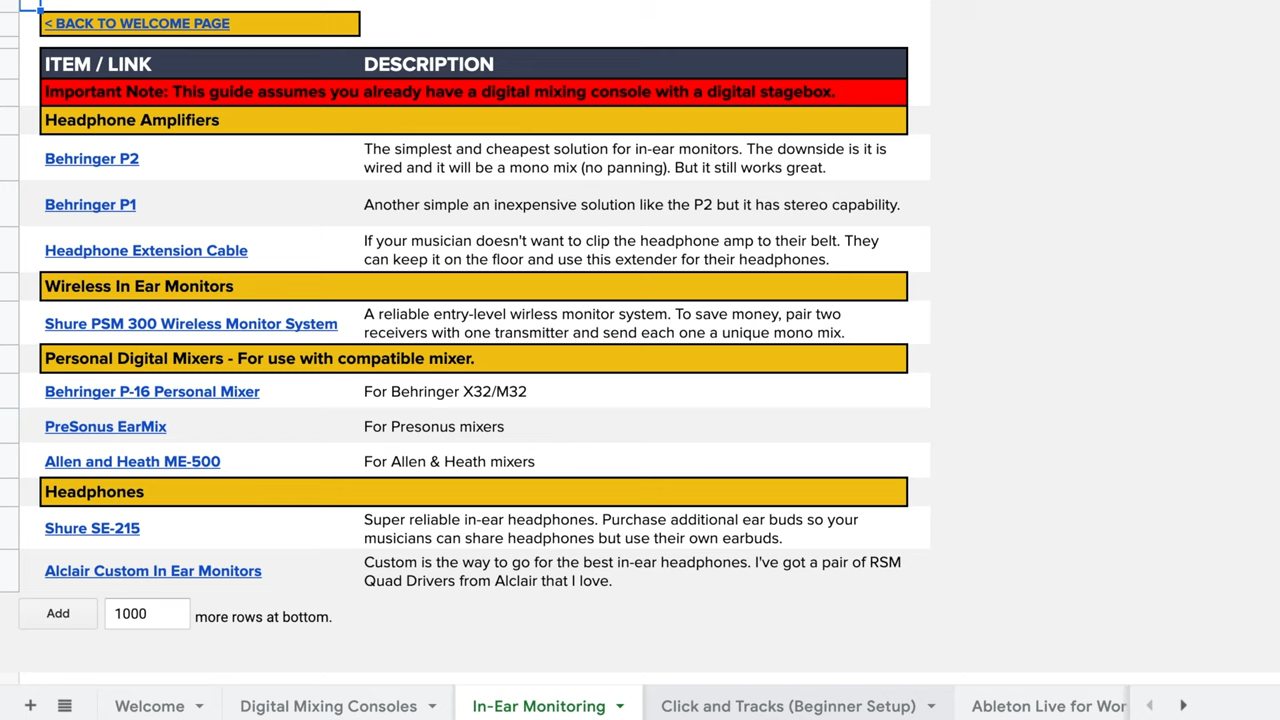 < BACK TO WELCOME PAGE
ITEM / LINK DESCRIPTION
Important Note: This guide assumes you already have a digital mixing console with a digital stagebox.
Headphone Amplifiers
Behringer P2
The simplest and cheapest solution for in-ear monitors. The downside is it is
wired and it will be a mono mix (no panning). But it still works great.
Behringer P1
Another simple an inexpensive solution like the P2 but it has stereo capability.
Headphone Extension Cable
If your musician doesn't want to clip the headphone amp to their belt. They
can keep it on the floor and use this extender for their headphones.
Wireless In Ear Monitors
Shure PSM 300 Wireless Monitor System
A reliable entry-level wirless monitor system. To save money, pair two
receivers with one transmitter and send each one a unique mono mix.
Personal Digital Mixers - For use with compatible mixer.
Behringer P-16 Personal Mixer
For Behringer X32/M32
PreSonus EarMix
For Presonus mixers
Allen and Heath ME-500
For Allen & Heath mixers
Headphones
Shure SE-215
Super reliable in-ear headphones. Purchase additional ear buds so your
musicians can share headphones but use their own earbuds.
Alclair Custom In Ear Monitors
Custom is the way to go for the best in-ear headphones. I've got a pair of RSM
Quad Drivers from Alclair that I love.
Add 1000 more rows at bottom.
+ Welcome Digital Mixing Consoles In-Ear Monitoring Click and Tracks (Beginner Setup) Ableton Live for Wor